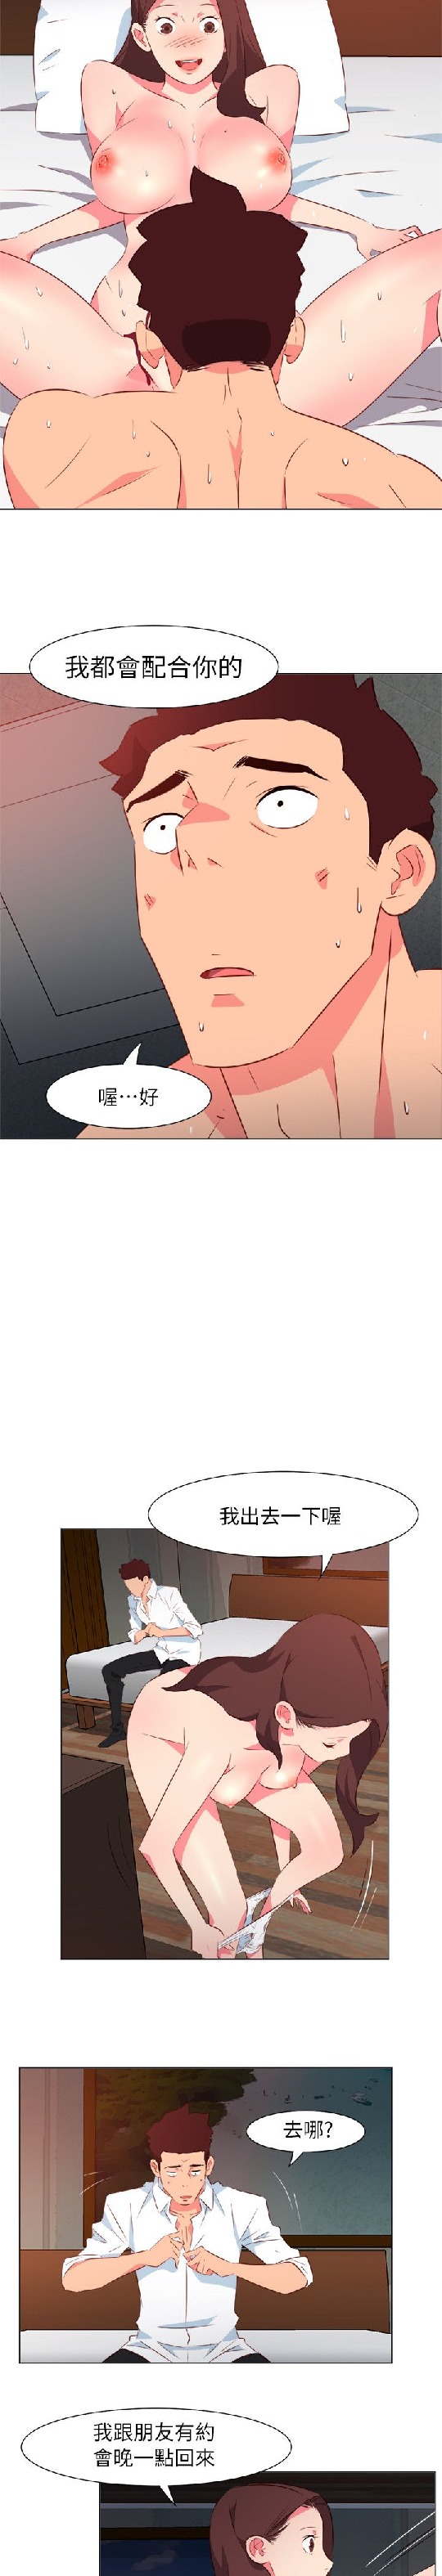 我都會配合你的
喔…好
我出去一下喔
去哪?
我跟朋友有約
會晚一點回來